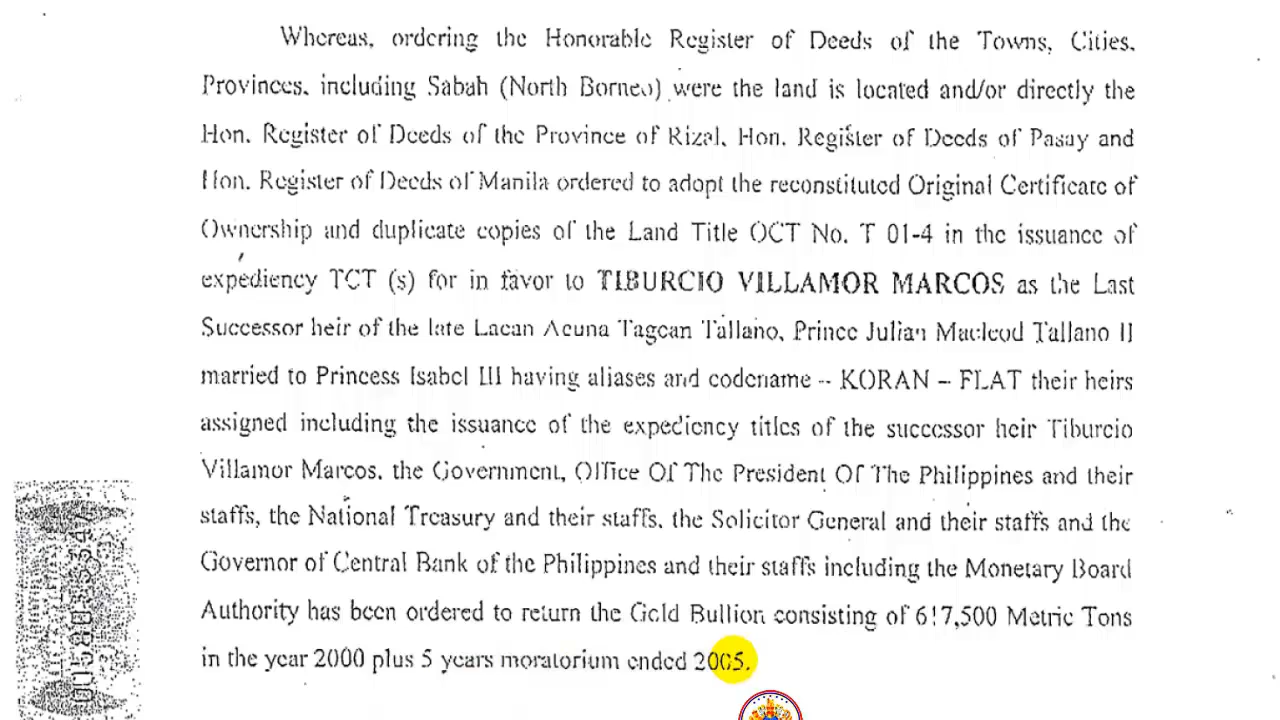 Whereas, ordering the Honorable Register of Deeds of the Towns, Cities,
Provinces, including Sabah (North Borneo) were the land is located and/or directly the
Hon. Register of Deeds of the Province of Rizal, Hon. Register of Deeds of Pasay and
Hon. Register of Deeds of Manila ordered to adopt the reconstituted Original Certificate of
Ownership and duplicate copies of the Land Title OCT No. T 01-4 in the issuance of
expediency TCT (s) for in favor to TIBURCIO VILLAMOR MARCOS as the Last
Successor heir of the late Lacan Acuna Tagean Tallano, Prince Julian Macleod Tallano II
married to Princess Isabel III having aliases and codename -- KORAN – FLAT their heirs
assigned including the issuance of the expediency titles of the successor heir Tiburcio
Villamor Marcos, the Government, Office Of The President Of The Philippines and their
staffs, the National Treasury and their staffs, the Solicitor General and their staffs and the
Governor of Central Bank of the Philippines and their staffs including the Monetary Board
Authority has been ordered to return the Gold Bullion consisting of 617,500 Metric Tons
in the year 2000 plus 5 years moratorium ended 2005.